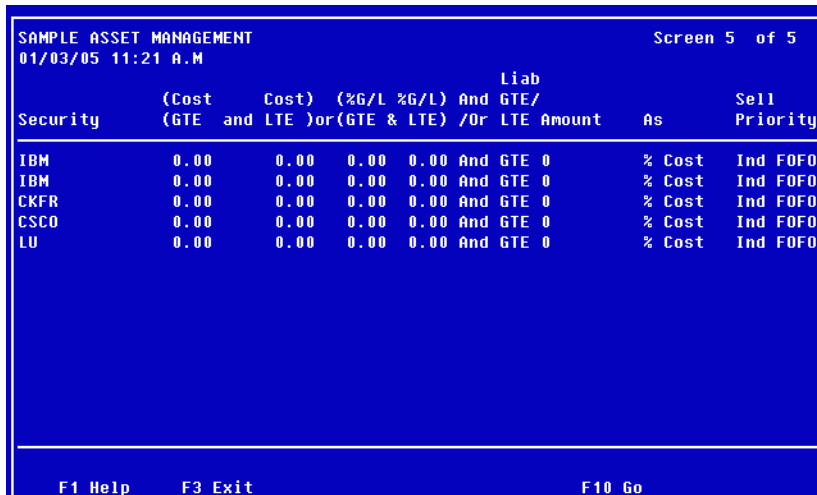 SAMPLE ASSET MANAGEMENT Screen 5 of 5
01/03/05 11:21 A.M
Liab
(Cost Cost) (%G/L %G/L) And GTE/ Sell
Security (GTE and LTE )or(GTE & LTE) /Or LTE Amount As Priority
IBM 0.00 0.00 0.00 0.00 And GTE 0 % Cost Ind FOFO
IBM 0.00 0.00 0.00 0.00 And GTE 0 % Cost Ind FOFO
CKFR 0.00 0.00 0.00 0.00 And GTE 0 % Cost Ind FOFO
CSCO 0.00 0.00 0.00 0.00 And GTE 0 % Cost Ind FOFO
LU 0.00 0.00 0.00 0.00 And GTE 0 % Cost Ind FOFO
F1 Help F3 Exit F10 Go